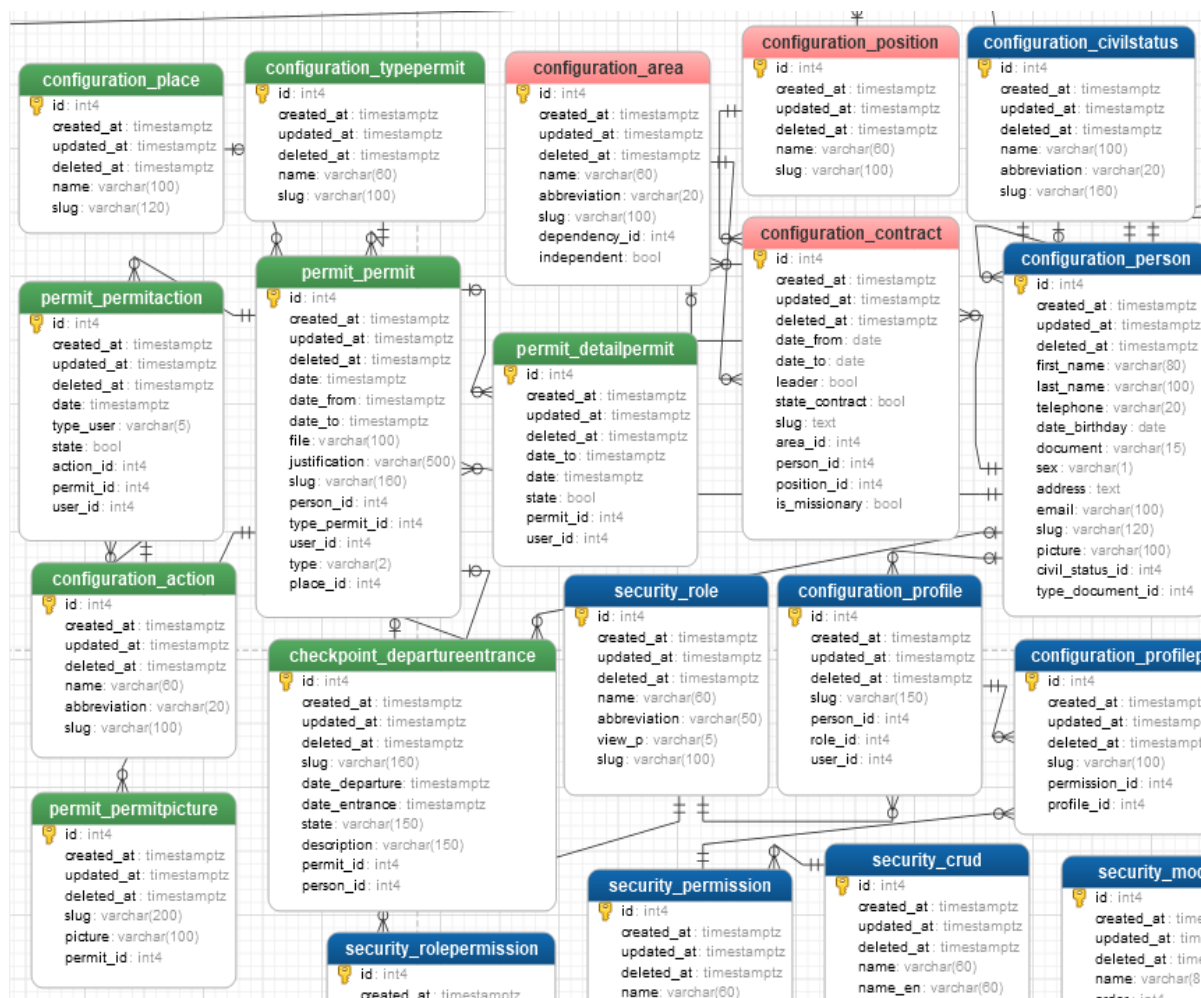 configuration_place
id: int4
created_at: timestamptz
updated_at: timestamptz
deleted_at: timestamptz
name: varchar(100)
slug: varchar(120)
configuration_typepermit
id: int4
created_at: timestamptz
updated_at: timestamptz
deleted_at: timestamptz
name: varchar(60)
slug: varchar(100)
configuration_area
id: int4
created_at: timestamptz
updated_at: timestamptz
deleted_at: timestamptz
name: varchar(60)
abbreviation: varchar(20)
slug: varchar(100)
dependency_id: int4
independent: bool
configuration_position
id: int4
created_at: timestamptz
updated_at: timestamptz
deleted_at: timestamptz
name: varchar(60)
slug: varchar(100)
configuration_civilstatus
id: int4
created_at: timestamptz
updated_at: timestamptz
deleted_at: timestamptz
name: varchar(100)
abbreviation: varchar(20)
slug: varchar(160)
permit_permitaction
id: int4
created_at: timestamptz
updated_at: timestamptz
deleted_at: timestamptz
date: timestamptz
type_user: varchar(5)
state: bool
action_id: int4
permit_id: int4
user_id: int4
permit_permit
id: int4
created_at: timestamptz
updated_at: timestamptz
deleted_at: timestamptz
date: timestamptz
date_from: timestamptz
date_to: timestamptz
file: varchar(100)
justification: varchar(500)
slug: varchar(160)
person_id: int4
type_permit_id: int4
user_id: int4
type: varchar(2)
place_id: int4
permit_detailpermit
id: int4
created_at: timestamptz
updated_at: timestamptz
deleted_at: timestamptz
date_to: timestamptz
date: timestamptz
state: bool
permit_id: int4
user_id: int4
configuration_contract
id: int4
created_at: timestamptz
updated_at: timestamptz
deleted_at: timestamptz
date_from: date
date_to: date
leader: bool
state_contract: bool
slug: text
area_id: int4
person_id: int4
position_id: int4
is_missionary: bool
configuration_person
id: int4
created_at: timestamptz
updated_at: timestamptz
deleted_at: timestamptz
first_name: varchar(80)
last_name: varchar(100)
telephone: varchar(20)
date_birthday: date
document: varchar(15)
sex: varchar(1)
address: text
email: varchar(100)
slug: varchar(120)
picture: varchar(100)
civil_status_id: int4
type_document_id: int4
configuration_action
id: int4
created_at: timestamptz
updated_at: timestamptz
deleted_at: timestamptz
name: varchar(60)
abbreviation: varchar(20)
slug: varchar(100)
checkpoint_departureentrance
id: int4
created_at: timestamptz
updated_at: timestamptz
deleted_at: timestamptz
slug: varchar(160)
date_departure: timestamptz
date_entrance: timestamptz
state: varchar(150)
description: varchar(150)
permit_id: int4
person_id: int4
security_role
id: int4
created_at: timestamptz
updated_at: timestamptz
deleted_at: timestamptz
name: varchar(60)
abbreviation: varchar(50)
view_p: varchar(5)
slug: varchar(100)
configuration_profile
id: int4
created_at: timestamptz
updated_at: timestamptz
deleted_at: timestamptz
slug: varchar(150)
person_id: int4
role_id: int4
user_id: int4
configuration_profilep
id: int4
created_at: timestampt
updated_at: timestamp
deleted_at: timestampt
slug: varchar(100)
permission_id: int4
profile_id: int4
permit_permitpicture
id: int4
created_at: timestamptz
updated_at: timestamptz
deleted_at: timestamptz
slug: varchar(200)
picture: varchar(100)
permit_id: int4
security_rolepermission
id: int4
created_at: timestamptz
security_permission
id: int4
created_at: timestamptz
updated_at: timestamptz
deleted_at: timestamptz
name: varchar(60)
security_crud
id: int4
created_at: timestamptz
updated_at: timestamptz
deleted_at: timestamptz
name: varchar(60)
name_en: varchar(60)
security_mod
id: int4
created_at: time
updated_at: tim
deleted_at: time
name: varchar(8